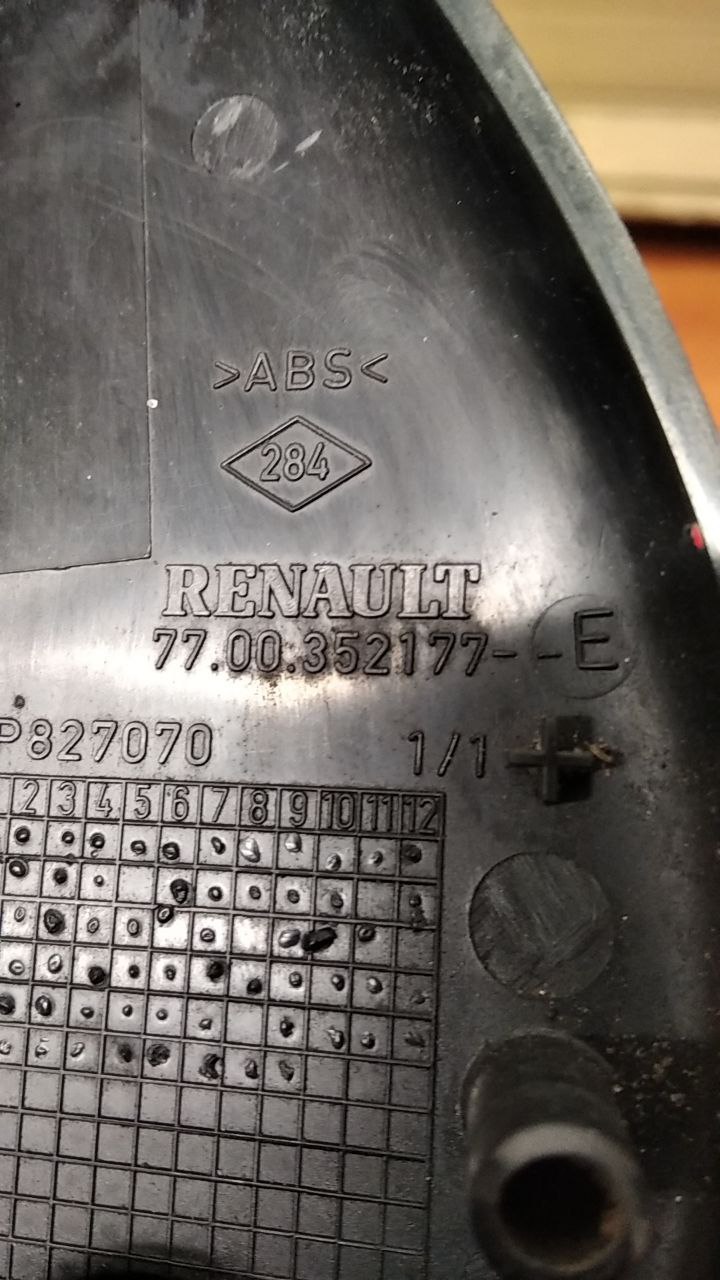 >ABS<
284
RENAULT
77.00.352177--E
P827070 1/1
2 3 4 5 6 7 8 9 10 11 12